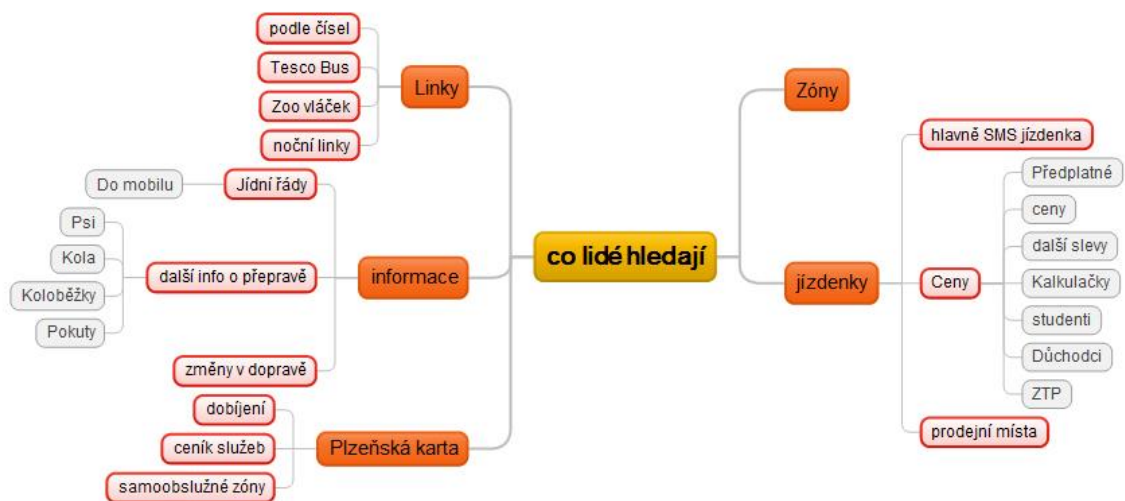 podle čísel
Tesco Bus
Zoo vláček
noční linky
Linky
Do mobilu
Jídní řády
Psi
Kola
Koloběžky
Pokuty
další info o přepravě
informace
změny v dopravě
dobíjení
ceník služeb
samoobslužné zóny
Plzeňská karta
co lidé hledají
Zóny
jízdenky
hlavně SMS jízdenka
Ceny
Předplatné
ceny
další slevy
Kalkulačky
studenti
Důchodci
ZTP
prodejní místa